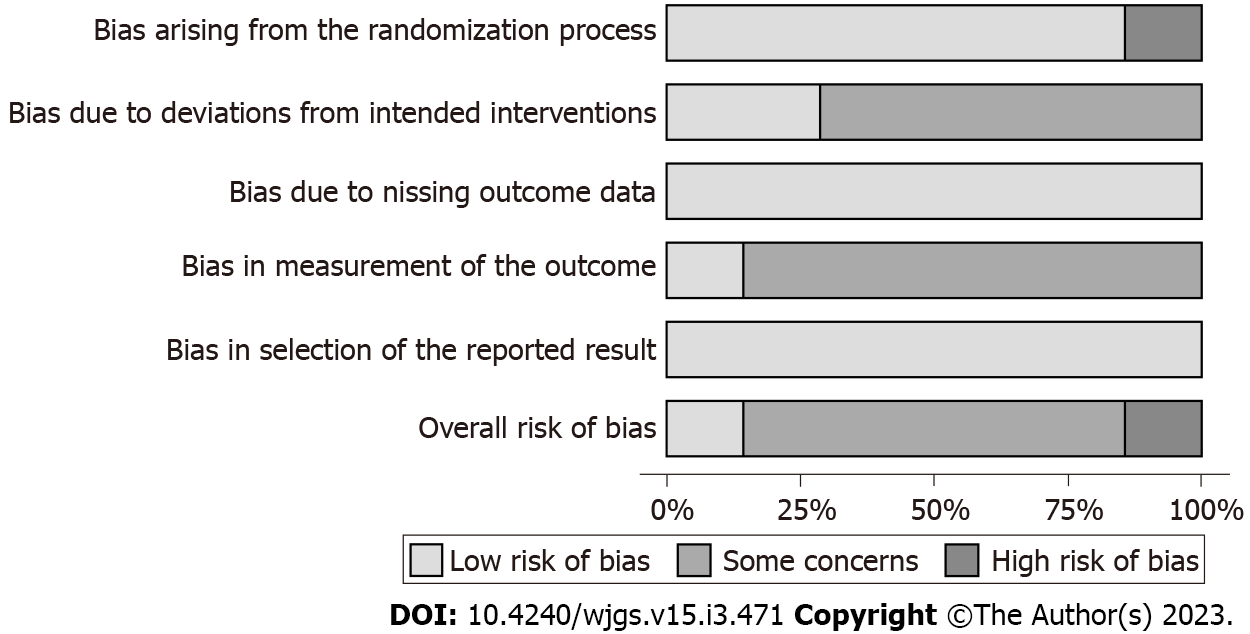 Bias arising from the randomization process
Bias due to deviations from intended interventions
Bias due to nissing outcome data
Bias in measurement of the outcome
Bias in selection of the reported result
Overall risk of bias
0% 25% 50% 75% 100%
Low risk of bias Some concerns High risk of bias
DOI: 10.4240/wjgs.v15.i3.471 Copyright ©The Author(s) 2023.